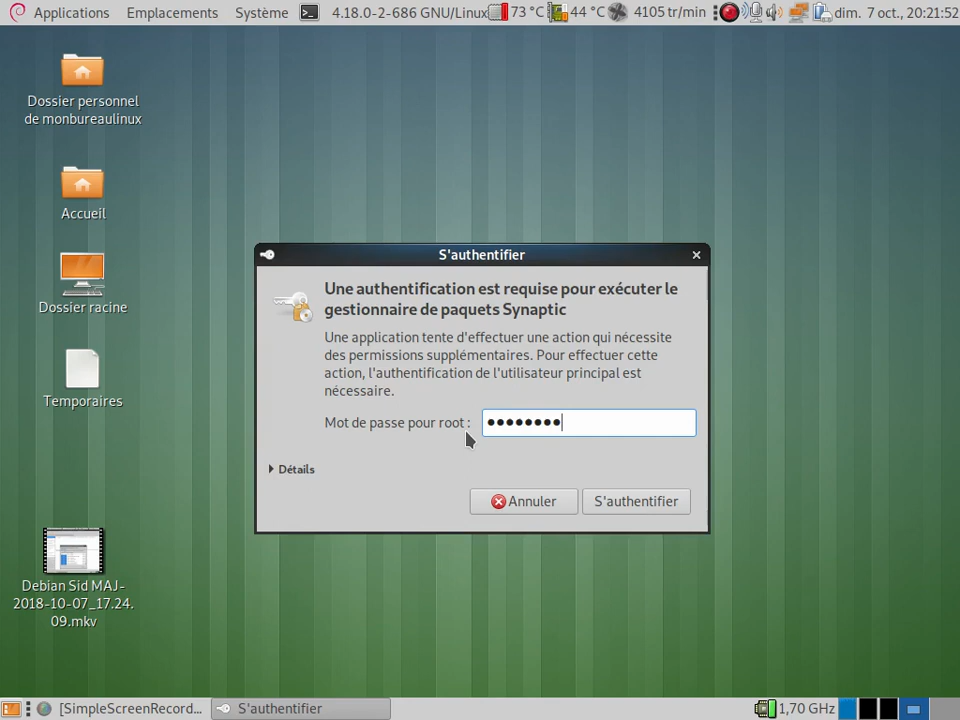 Applications Emplacements Système 4.18.0-2-686 GNU/Linux 73 °C 44 °C 4105 tr/min dim. 7 oct., 20:21:52
Dossier personnel
de monbureaulinux
Accueil
Dossier racine
Temporaires
Debian Sid MAJ-
2018-10-07_17.24.
09.mkv
S'authentifier
Une authentification est requise pour exécuter le
gestionnaire de paquets Synaptic
Une application tente d'effectuer une action qui nécessite
des permissions supplémentaires. Pour effectuer cette
action, l'authentification de l'utilisateur principal est
nécessaire.
Mot de passe pour root : ●●●●●●●●
Détails
Annuler S'authentifier
[SimpleScreenRecord... S'authentifier 1,70 GHz